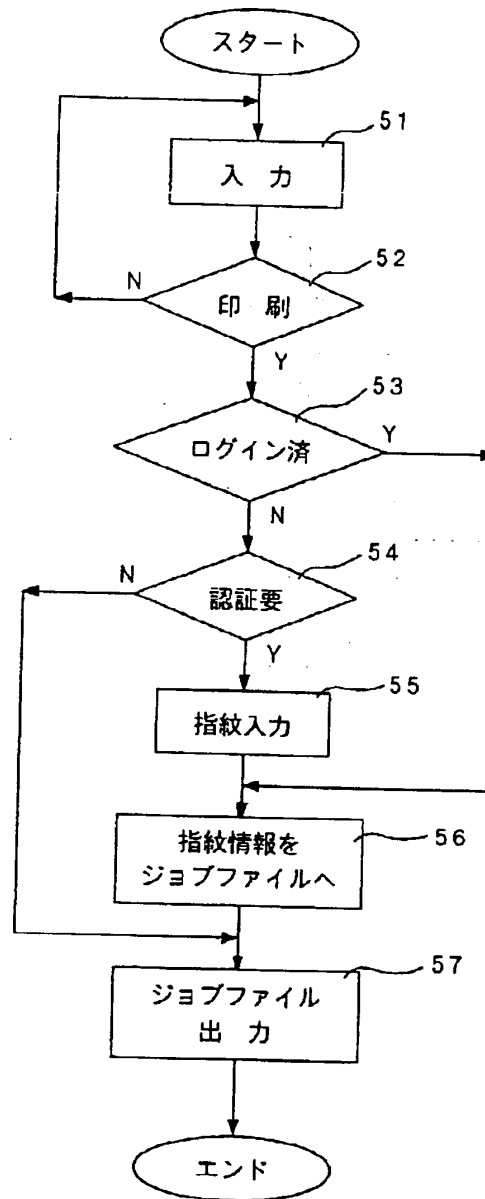 スタート
51
入 力
52
N
印 刷
Y
53
ログイン済
Y
N
54
N
認証要
Y
55
指紋入力
56
指紋情報を
ジョブファイルへ
57
ジョブファイル
出 力
エンド